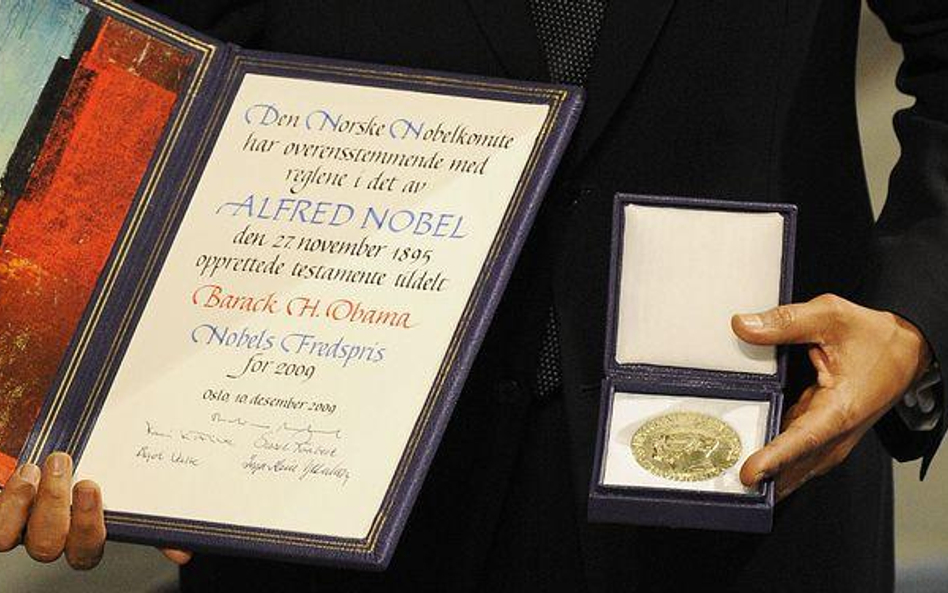 Den Norske Nobelkomite
har overensstemmende med
reglene i det av
ALFRED NOBEL
den 27. november 1895
opprettede testamente tildelt
Barack H. Obama
Nobels Fredspris
for 2009
Oslo, 10. desember 2009